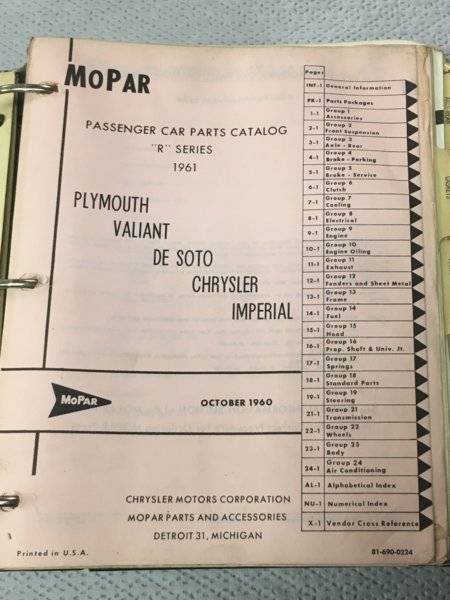 MOPAR
PASSENGER CAR PARTS CATALOG
"R" SERIES
1961
PLYMOUTH
VALIANT
DE SOTO
CHRYSLER
IMPERIAL
MOPAR
OCTOBER 1960
CHRYSLER MOTORS CORPORATION
MOPAR PARTS AND ACCESSORIES
DETROIT 31, MICHIGAN
Printed in U.S.A.
Pages
INF-1 General Information
PK-1 Parts Packages
1-1 Group 1 Accessories
2-1 Group 2 Front Suspension
3-1 Group 3 Axle - Rear
4-1 Group 4 Brake - Parking
5-1 Group 5 Brake - Service
6-1 Group 6 Clutch
7-1 Group 7 Cooling
8-1 Group 8 Electrical
9-1 Group 9 Engine
10-1 Group 10 Engine Oiling
11-1 Group 11 Exhaust
12-1 Group 12 Fenders and Sheet Metal
13-1 Group 13 Frame
14-1 Group 14 Fuel
15-1 Group 15 Hood
16-1 Group 16 Prop. Shaft & Univ. Jt.
17-1 Group 17 Springs
18-1 Group 18 Standard Parts
19-1 Group 19 Steering
21-1 Group 21 Transmission
22-1 Group 22 Wheels
23-1 Group 23 Body
24-1 Group 24 Air Conditioning
AL-1 Alphabetical Index
NU-1 Numerical Index
X-1 Vendor Cross Reference
81-690-0234